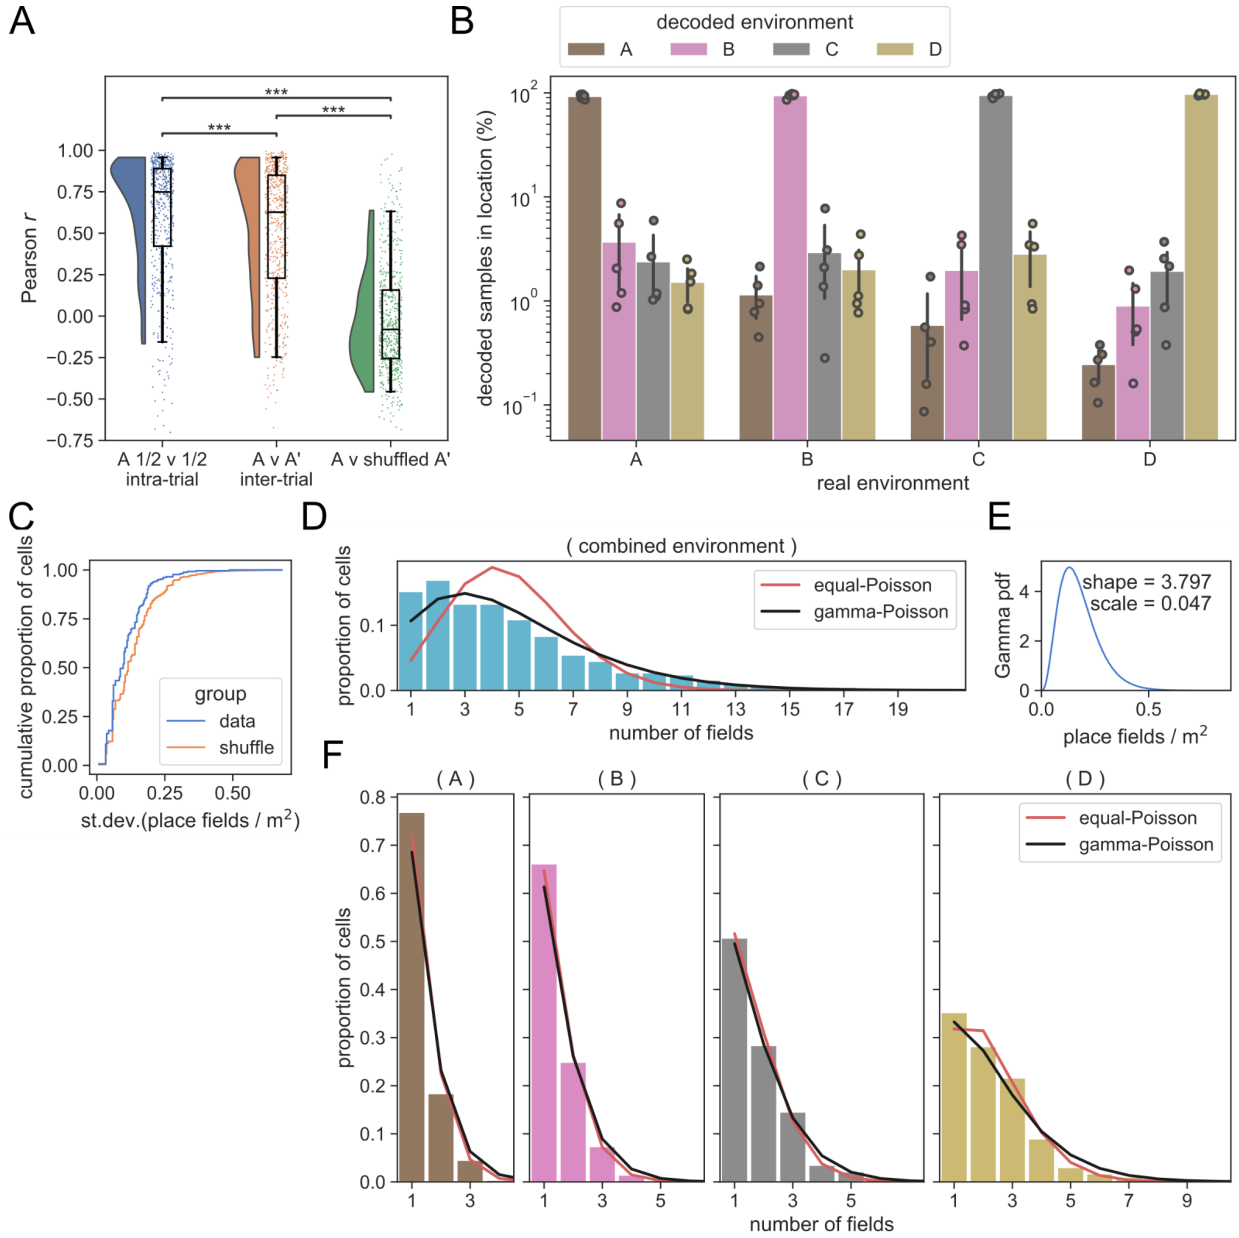 A
***
***
***
Pearson r
1.00
0.75
0.50
0.25
0.00
−0.25
−0.50
−0.75
A 1/2 v 1/2
intra-trial
A v A'
inter-trial
A v shuffled A'
B
decoded environment
A B C D
decoded samples in location (%)
10²
10¹
10⁰
10⁻¹
A B C D
real environment
C
cumulative proportion of cells
1.00
0.75
0.50
0.25
0.00
group
data
shuffle
0.00 0.25 0.50
st.dev.(place fields / m²)
D
( combined environment )
proportion of cells
0.1
0.0
equal-Poisson
gamma-Poisson
1 3 5 7 9 11 13 15 17 19
number of fields
E
Gamma pdf
4
2
0
shape = 3.797
scale = 0.047
0.0 0.5
place fields / m²
F
( A ) ( B ) ( C ) ( D )
proportion of cells
0.8
0.7
0.6
0.5
0.4
0.3
0.2
0.1
0.0
equal-Poisson
gamma-Poisson
1 3 1 3 5 1 3 5 1 3 5 7 9
number of fields